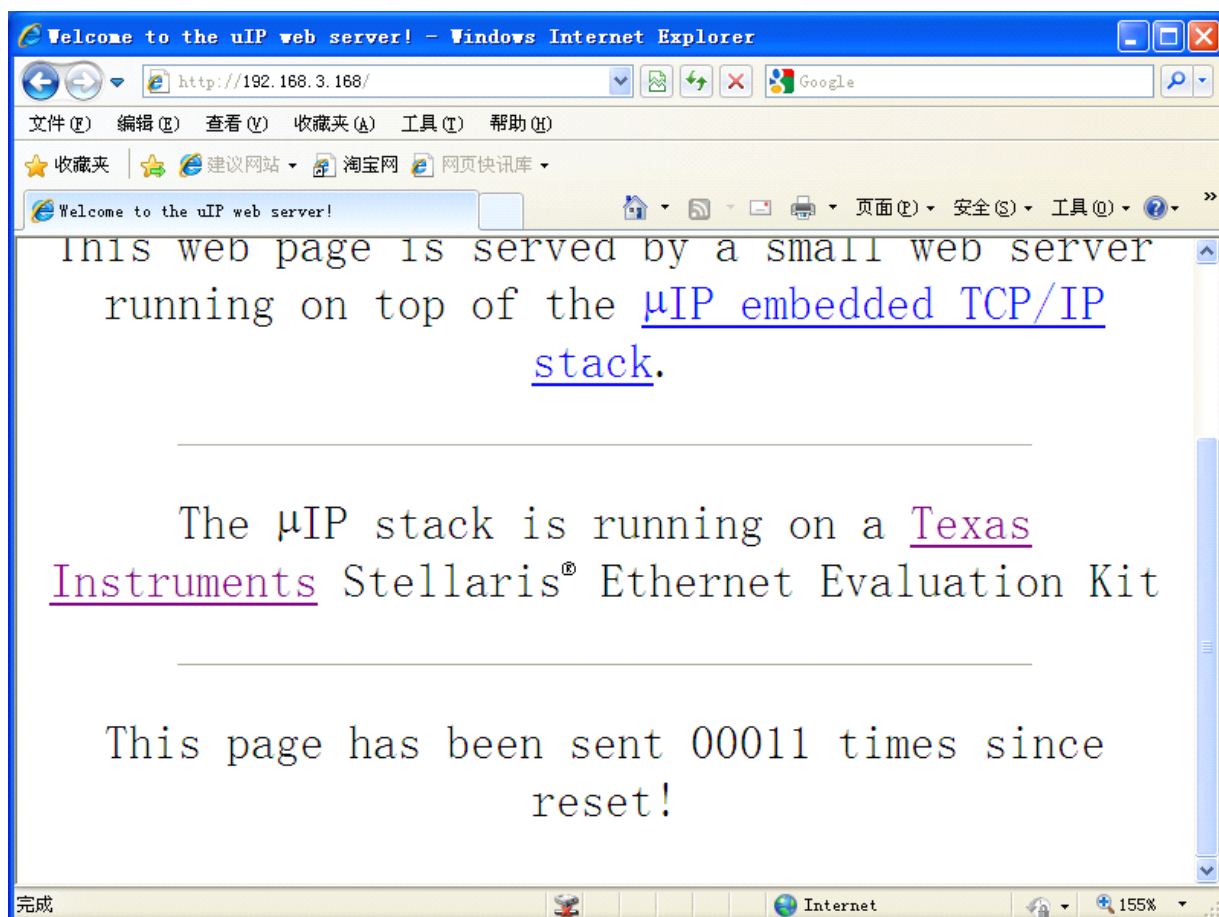 Welcome to the uIP web server! - Windows Internet Explorer
http://192.168.3.168/
Google
文件(F) 编辑(E) 查看(V) 收藏夹(A) 工具(T) 帮助(H)
收藏夹 建议网站 淘宝网 网页快讯库
Welcome to the uIP web server!
页面(P) 安全(S) 工具(O) »
This web page is served by a small web server
running on top of the µIP embedded TCP/IP
stack.
The µIP stack is running on a Texas
Instruments Stellaris® Ethernet Evaluation Kit
This page has been sent 00011 times since
reset!
完成 Internet 155%